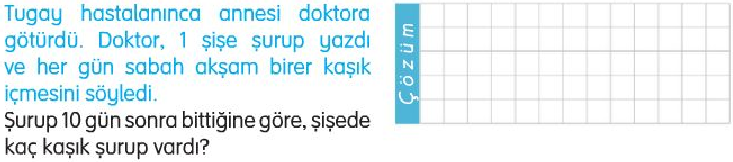 Tugay hastalanınca annesi doktora
götürdü. Doktor, 1 şişe şurup yazdı
ve her gün sabah akşam birer kaşık
içmesini söyledi.
Şurup 10 gün sonra bittiğine göre, şişede
kaç kaşık şurup vardı?
Çözüm